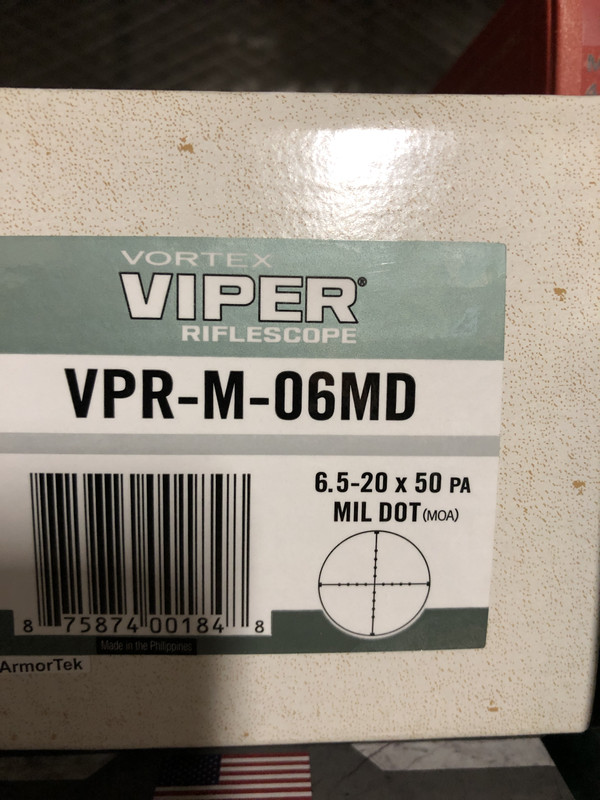 VORTEX
VIPER®
RIFLESCOPE
VPR-M-06MD
6.5-20 x 50 PA
MIL DOT (MOA)
8 75874 00184 8
Made in the Philippines
ArmorTek